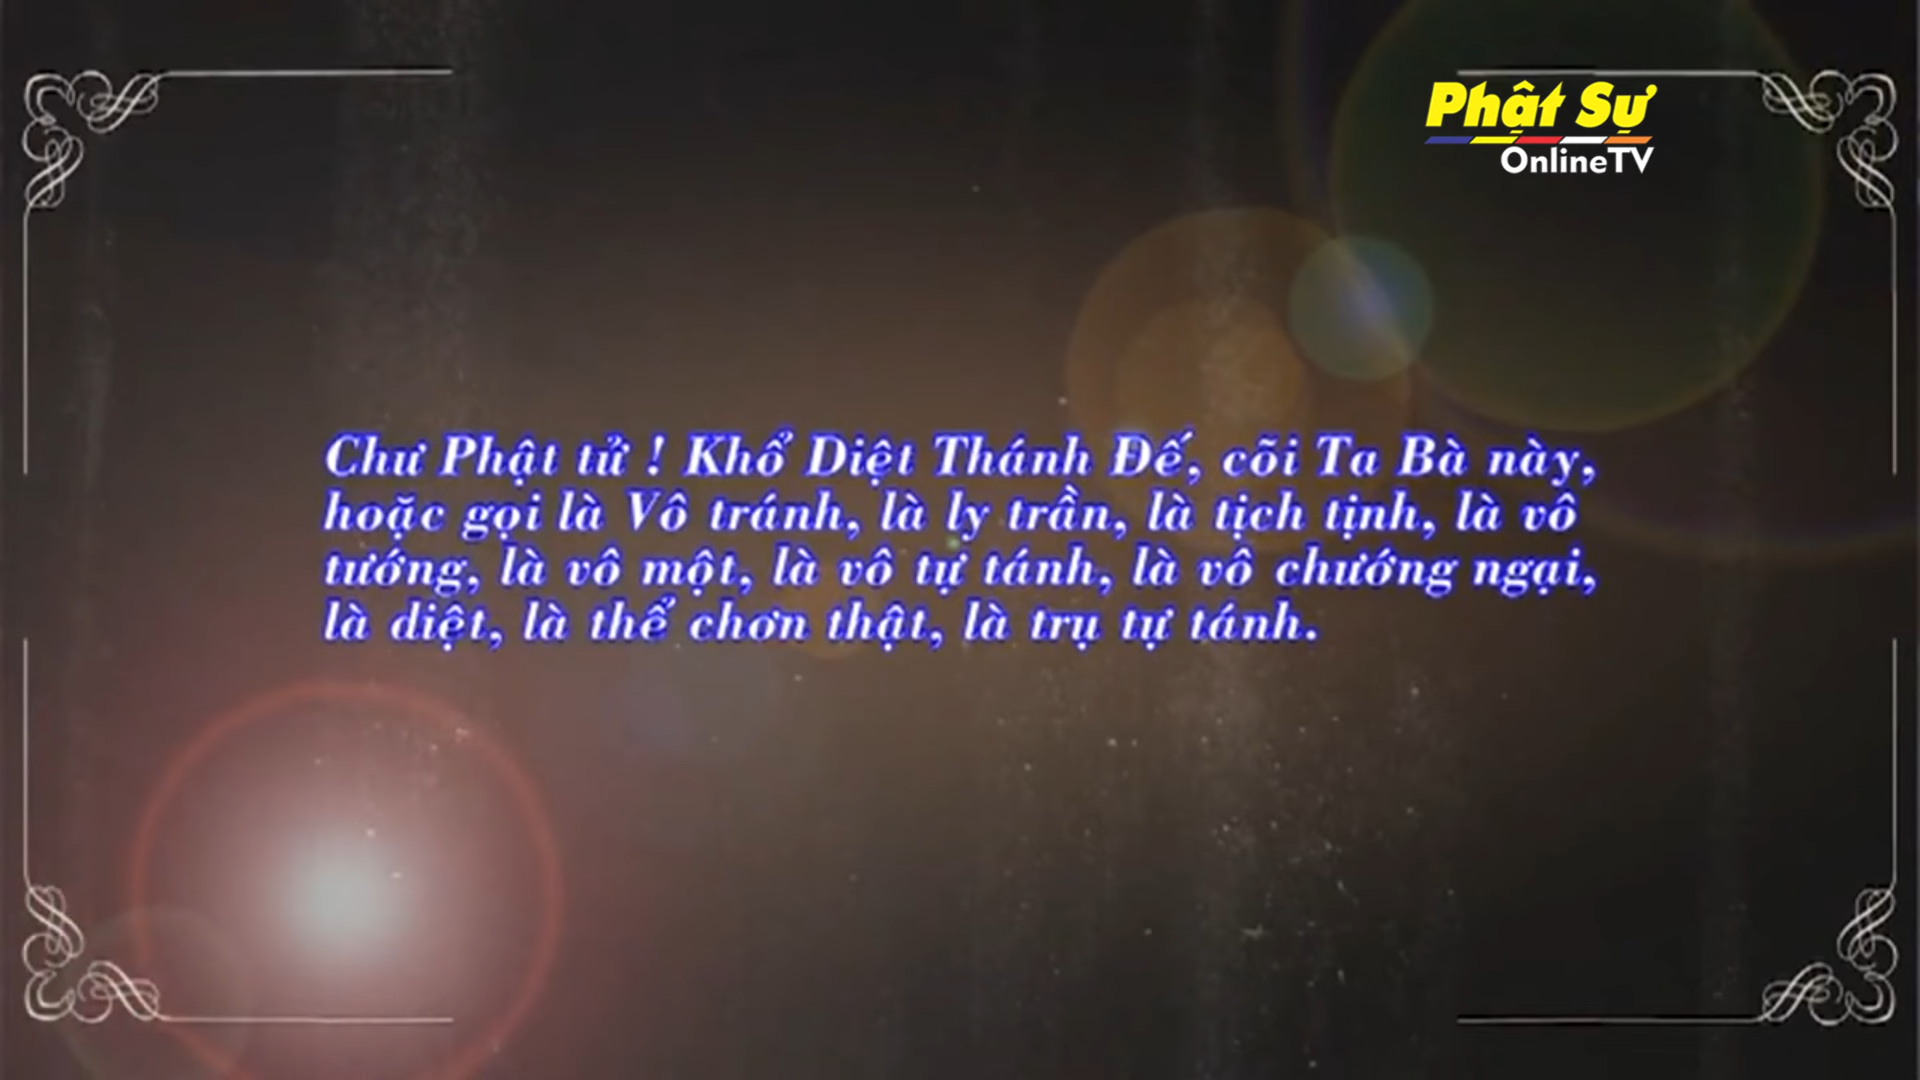 Phật Sự
OnlineTV
Chư Phật tử ! Khổ Diệt Thánh Đế, cõi Ta Bà này,
hoặc gọi là Vô tránh, là ly trần, là tịch tịnh, là vô
tướng, là vô một, là vô tự tánh, là vô chướng ngại,
là diệt, là thể chơn thật, là trụ tự tánh.